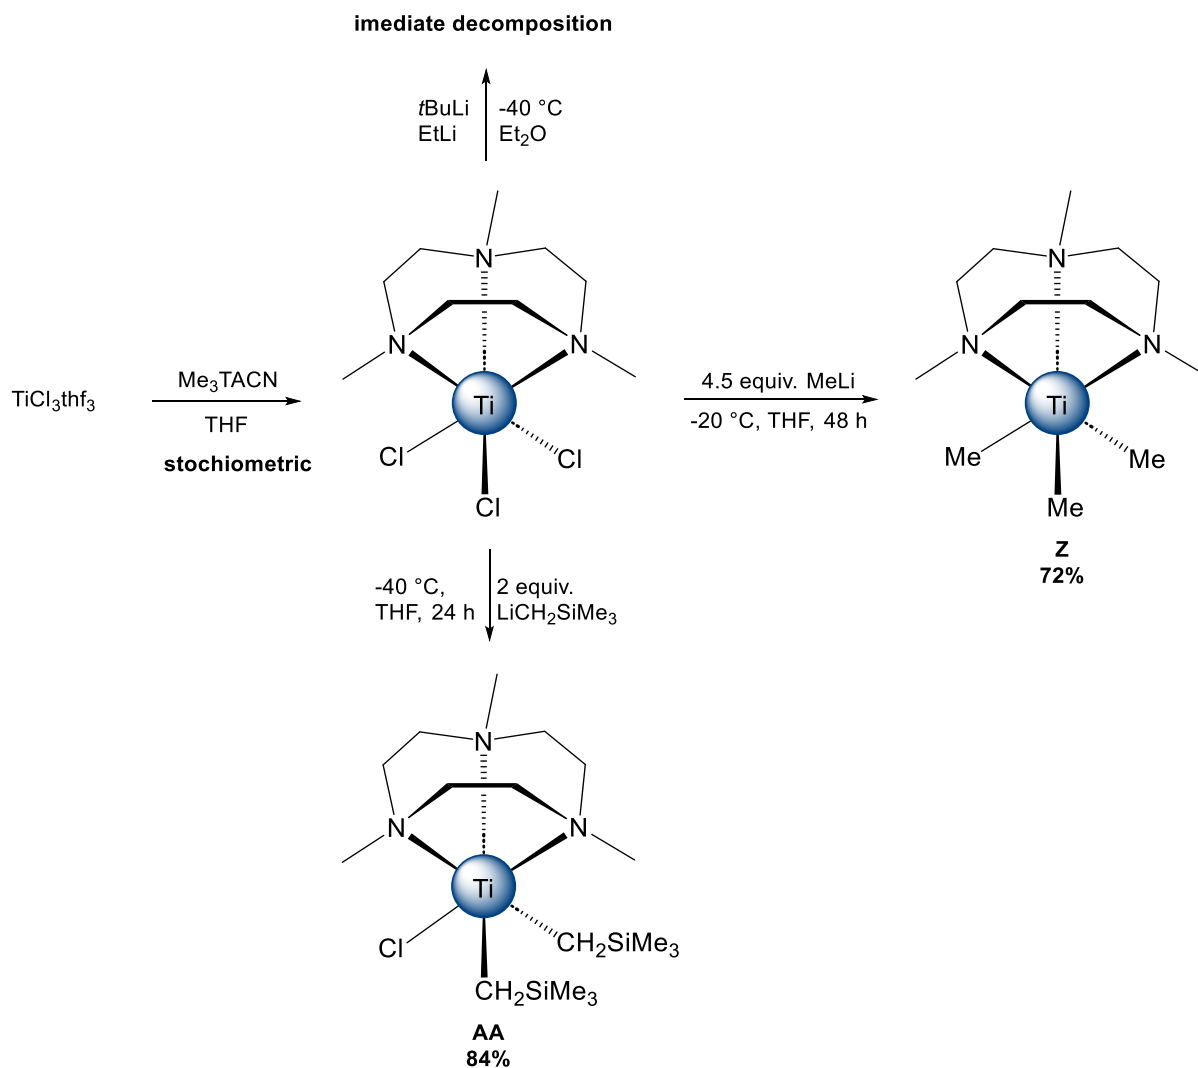 imediate decomposition
tBuLi -40 °C
EtLi Et₂O
N N
N N N N
TiCl₃thf₃
Me₃TACN
THF
stochiometric
Ti
Cl Cl
Cl
4.5 equiv. MeLi
-20 °C, THF, 48 h
Ti
Me Me
Me
Z
72%
-40 °C, 2 equiv.
THF, 24 h LiCH₂SiMe₃
N
N N
Ti
Cl CH₂SiMe₃
CH₂SiMe₃
AA
84%